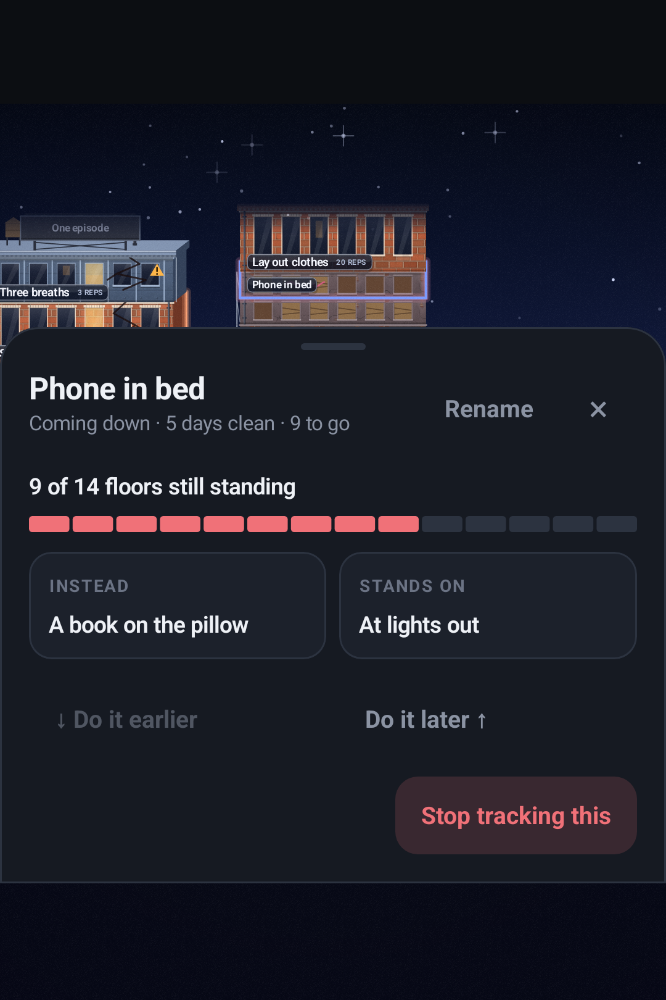 One episode
Lay out clothes 20 REPS
Phone in bed
Three breaths 3 REPS
Phone in bed
Coming down · 5 days clean · 9 to go
Rename ✕
9 of 14 floors still standing
INSTEAD
A book on the pillow
STANDS ON
At lights out
↓ Do it earlier
Do it later ↑
Stop tracking this